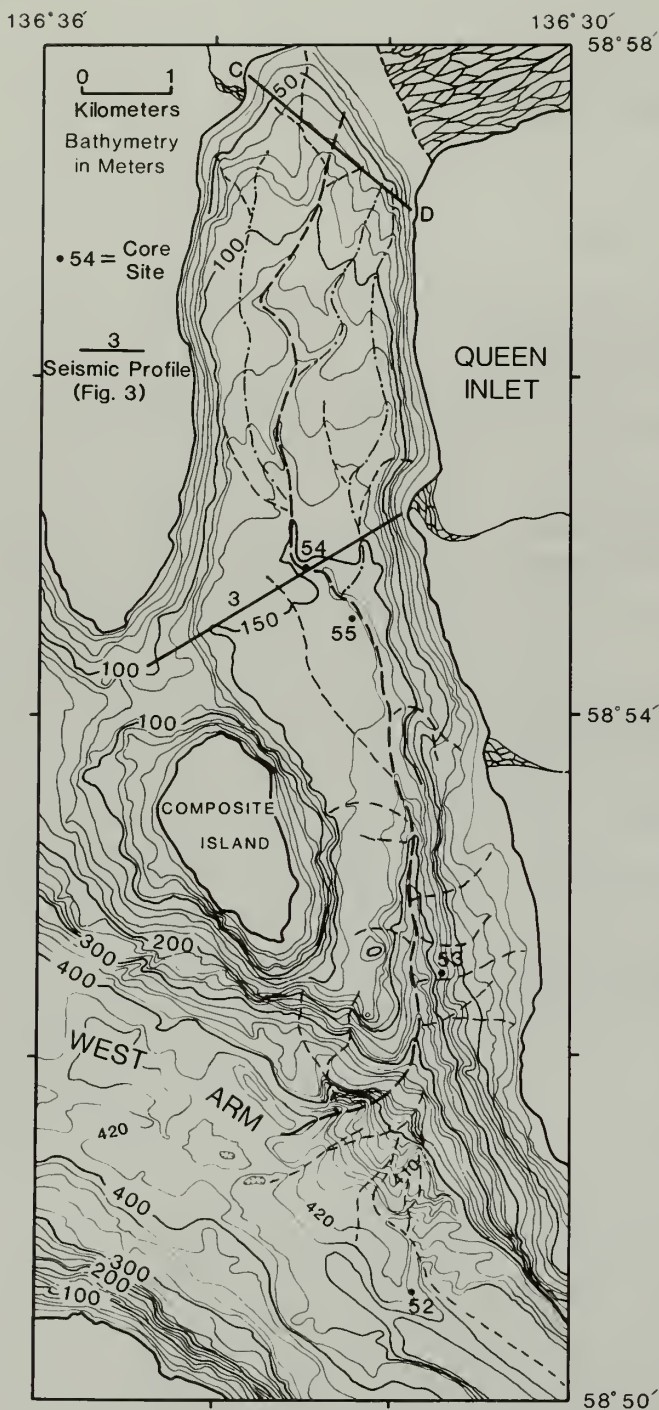 136°36'
136°30'
58°58'
0 1
Kilometers
Bathymetry
in Meters
C
50
D
100
•54 = Core
Site
3
Seismic Profile
(Fig. 3)
QUEEN
INLET
54
3
150
55
100
58°54'
100
COMPOSITE
ISLAND
300
200
400
53
WEST
ARM
420
410
400
420
300
200
100
52
58°50'